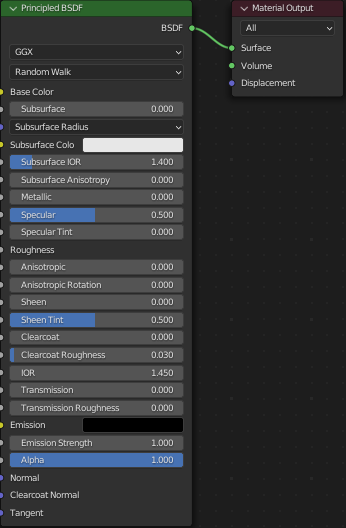 Principled BSDF
BSDF
GGX
Random Walk
Base Color
Subsurface 0.000
Subsurface Radius
Subsurface Colo
Subsurface IOR 1.400
Subsurface Anisotropy 0.000
Metallic 0.000
Specular 0.500
Specular Tint 0.000
Roughness
Anisotropic 0.000
Anisotropic Rotation 0.000
Sheen 0.000
Sheen Tint 0.500
Clearcoat 0.000
Clearcoat Roughness 0.030
IOR 1.450
Transmission 0.000
Transmission Roughness 0.000
Emission
Emission Strength 1.000
Alpha 1.000
Normal
Clearcoat Normal
Tangent
Material Output
All
Surface
Volume
Displacement